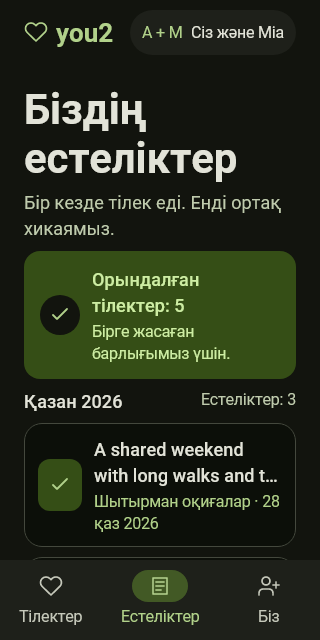 you2
A + M Сіз және Mia
Біздің
естеліктер
Бір кезде тілек еді. Енді ортақ
хикаямыз.
Орындалған
тілектер: 5
Бірге жасаған
барлығымыз үшін.
Қазан 2026
Естеліктер: 3
A shared weekend
with long walks and t...
Шытырман оқиғалар · 28
қаз 2026
Тілектер
Естеліктер
Біз